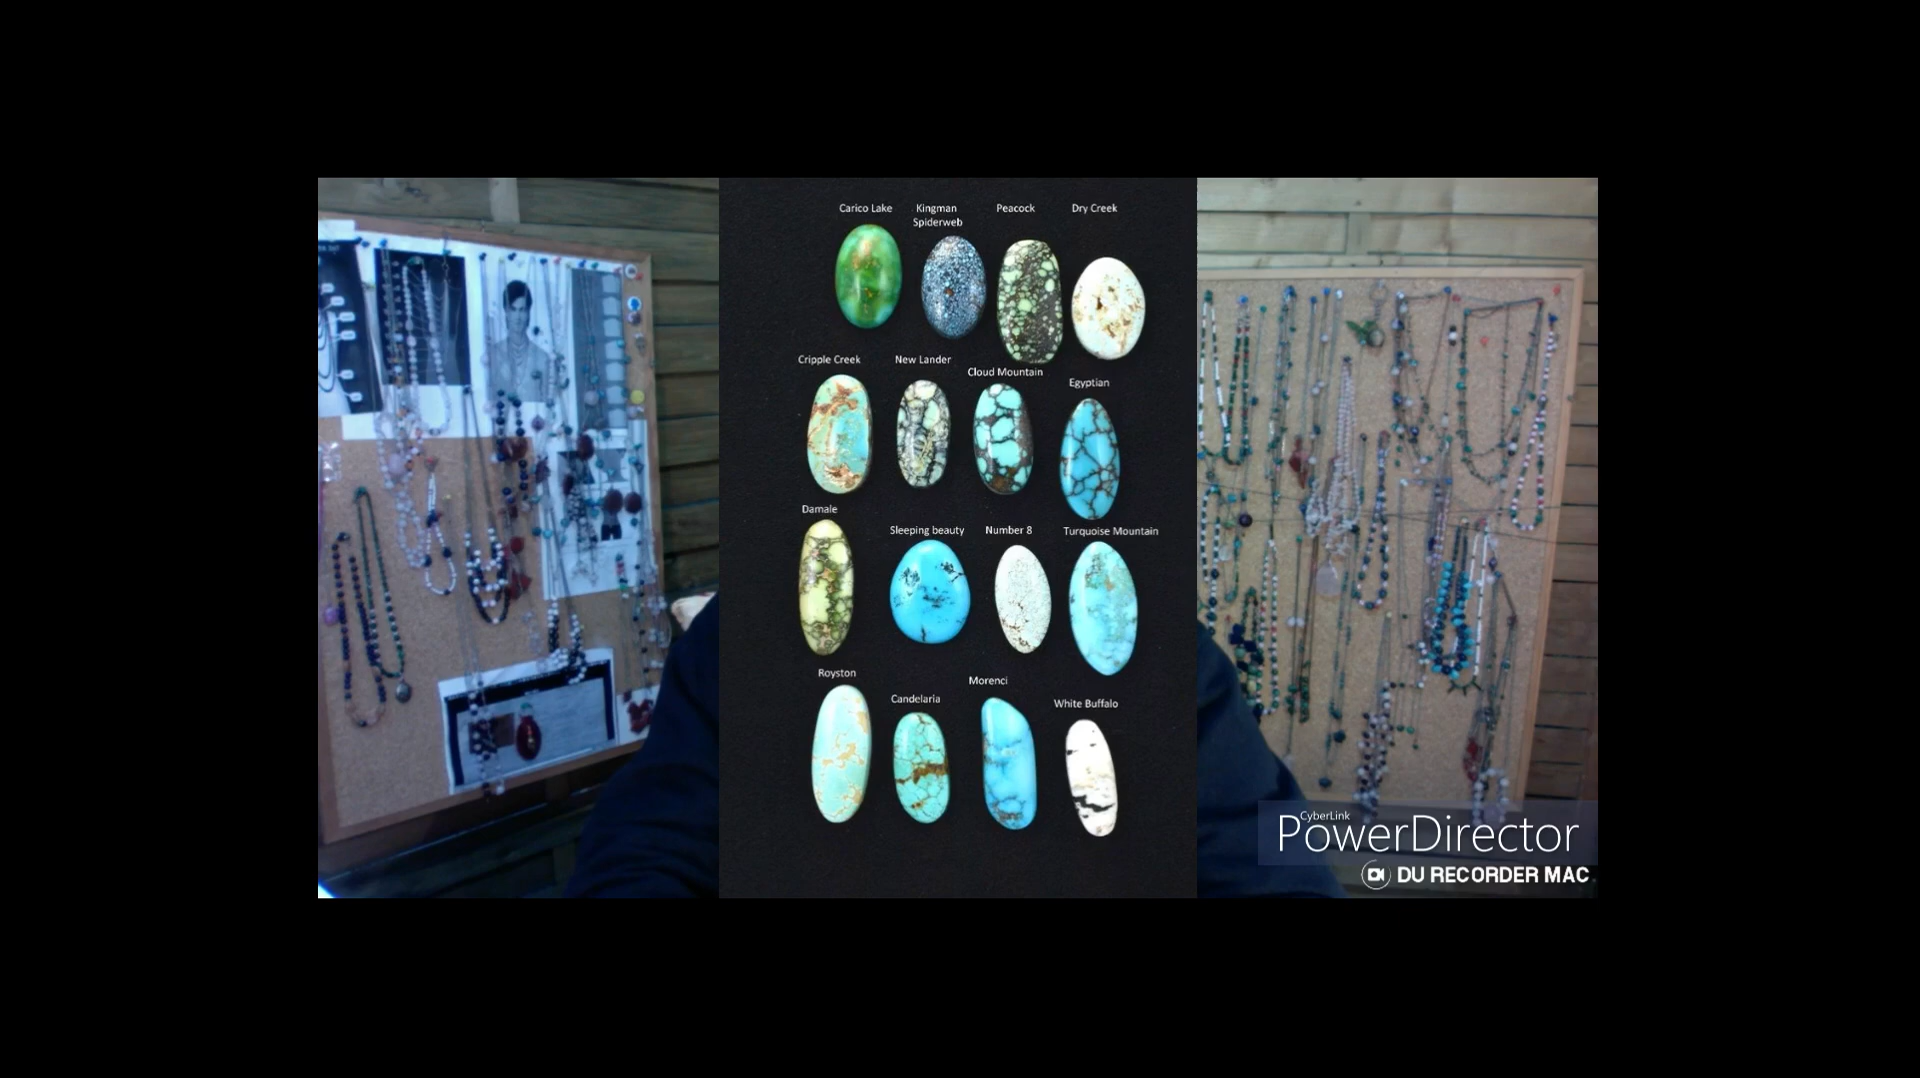 Carico Lake
Kingman
Spiderweb
Peacock
Dry Creek
Cripple Creek
New Lander
Cloud Mountain
Egyptian
Damale
Sleeping beauty
Number 8
Turquoise Mountain
Royston
Candelaria
Morenci
White Buffalo
CyberLink
PowerDirector
DU RECORDER MAC